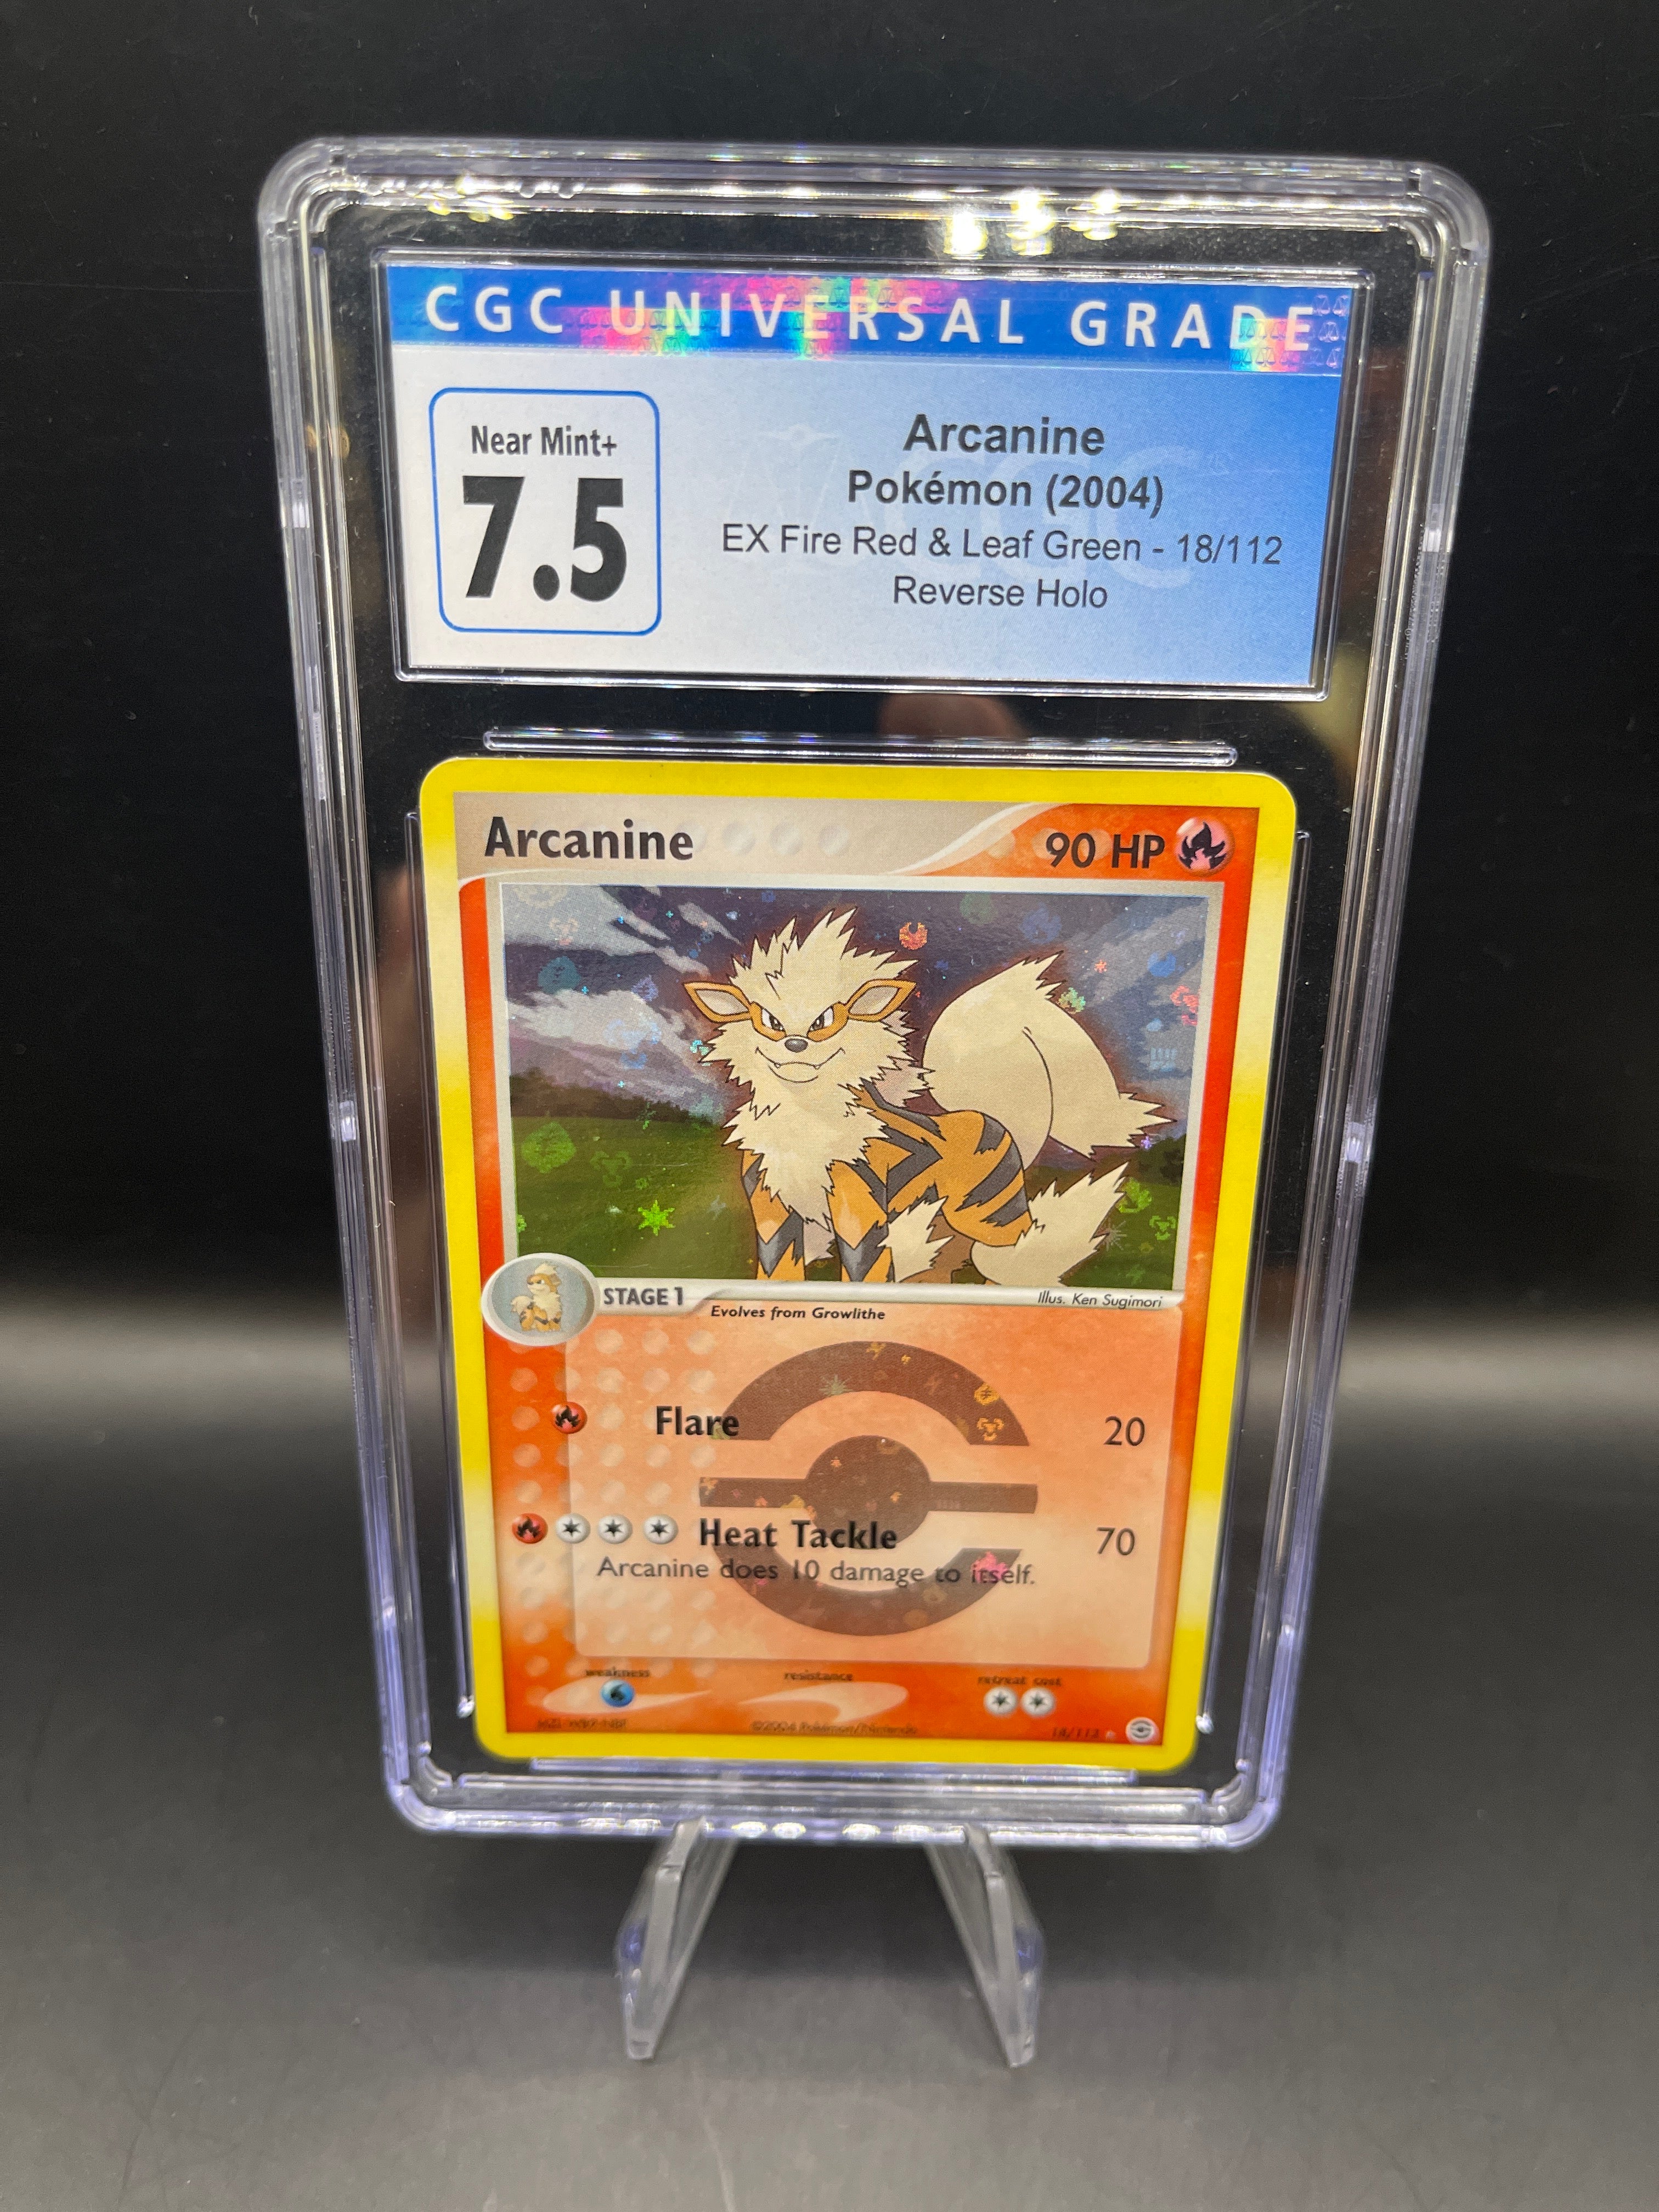 CGC UNIVERSAL GRADE
Near Mint+
7.5
Arcanine
Pokémon (2004)
EX Fire Red & Leaf Green - 18/112
Reverse Holo
Arcanine
90 HP
STAGE 1
Evolves from Growlithe
Illus. Ken Sugimori
Flare 20
Heat Tackle 70
Arcanine does 10 damage to itself.
weakness resistance retreat cost
©2004 Pokémon/Nintendo
18/112